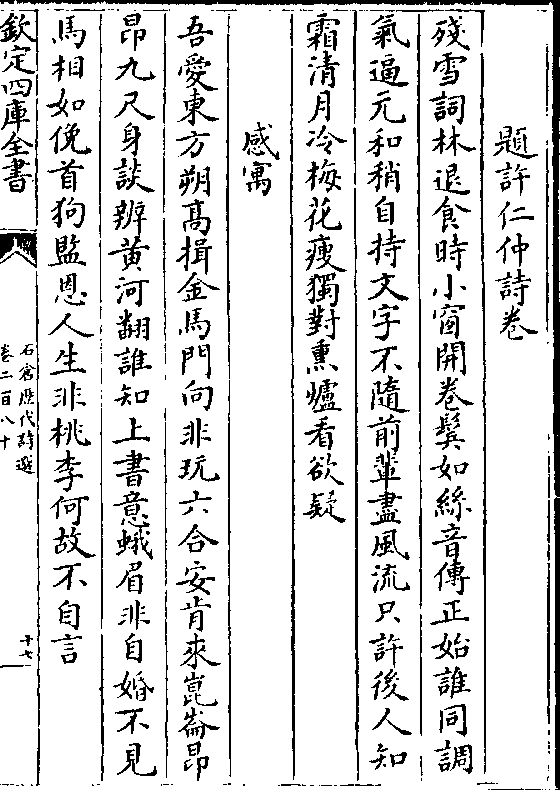 題許仁仲詩卷
殘雪詞林退食時小窗開卷鬂如絲音傳正始誰同調
氣逼元和稍自持文字不隨前輩盡風流只許後人知
霜清月冷梅花瘦獨對熏爐看欲疑
感寓
吾愛東方朔髙揖金馬門向非玩六合安肯來崑崙昂
昂九尺身談辨黄河翻誰知上書意蛾眉非自婚不見
馬相如俛首狗監恩人生非桃李何故不自言
欽定四庫全書
石倉歴代詩選
卷二百八十
十七